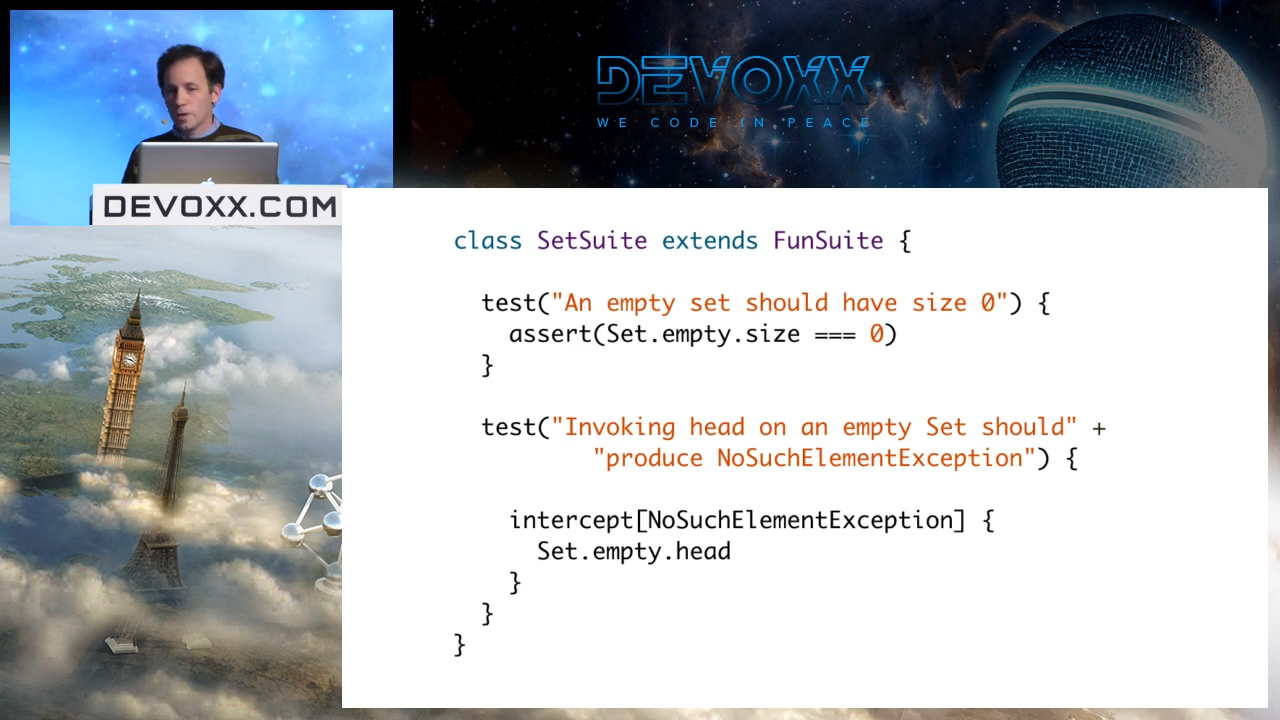 DEVOXX
WE CODE IN PEACE
DEVOXX.COM
class SetSuite extends FunSuite {
test("An empty set should have size 0") {
assert(Set.empty.size === 0)
}
test("Invoking head on an empty Set should" +
"produce NoSuchElementException") {
intercept[NoSuchElementException] {
Set.empty.head
}
}
}